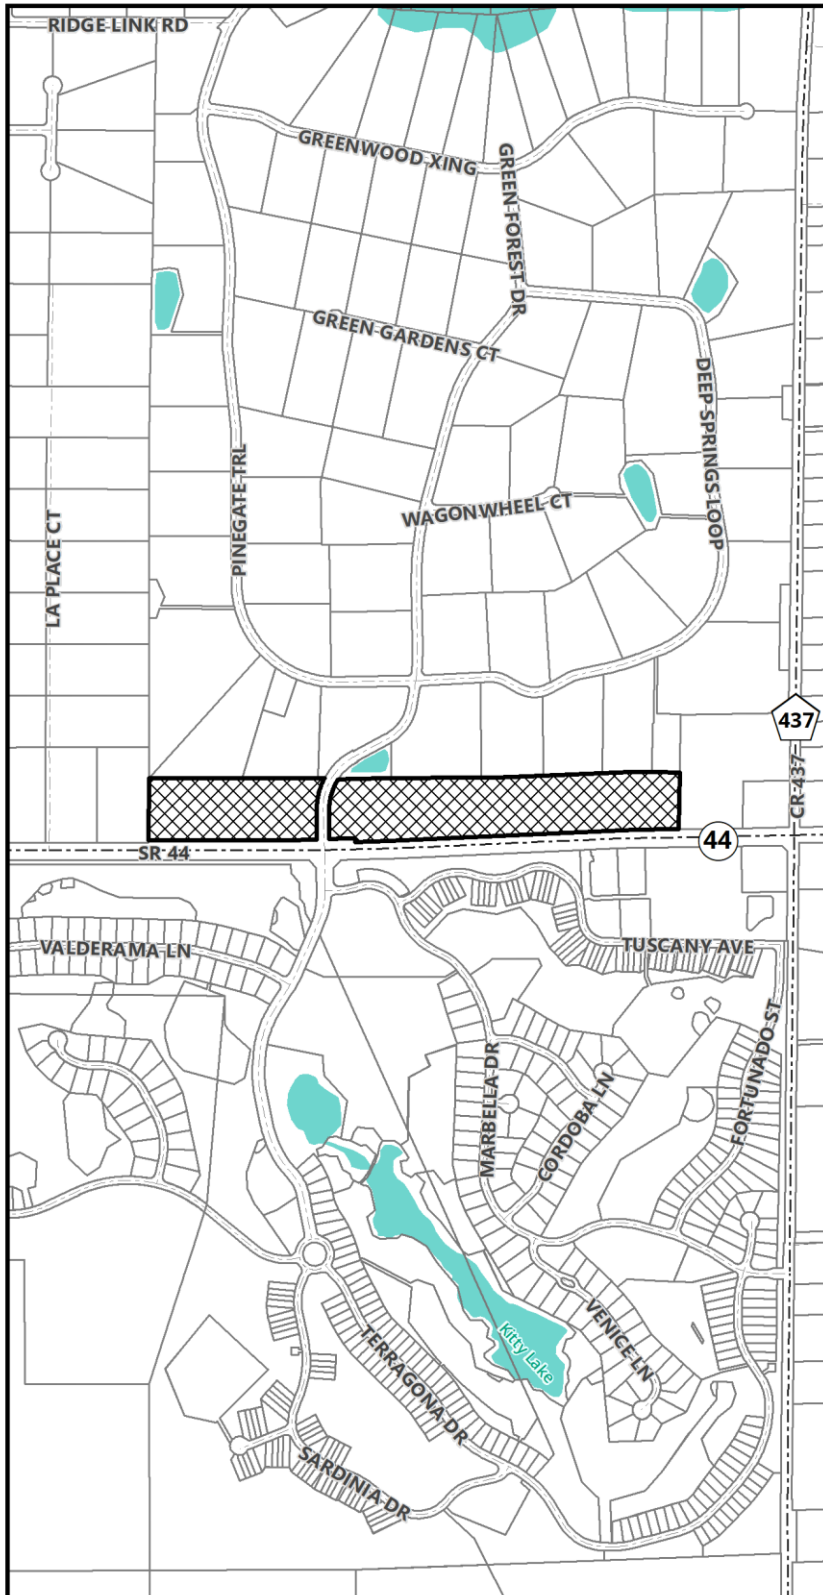 RIDGE LINK RD
GREENWOOD XING
GREEN FOREST DR
GREEN GARDENS CT
DEEP SPRINGS LOOP
PINEGATE TRL
WAGON WHEEL CT
LA PLACE CT
437
CR 437
44
SR 44
VALDERAMA LN
TUSCANY AVE
FORTUNADO ST
MARBELLA DR
CORDOBA LN
VENICE LN
Kitty Lake
TERRAGONA DR
SARDINIA DR